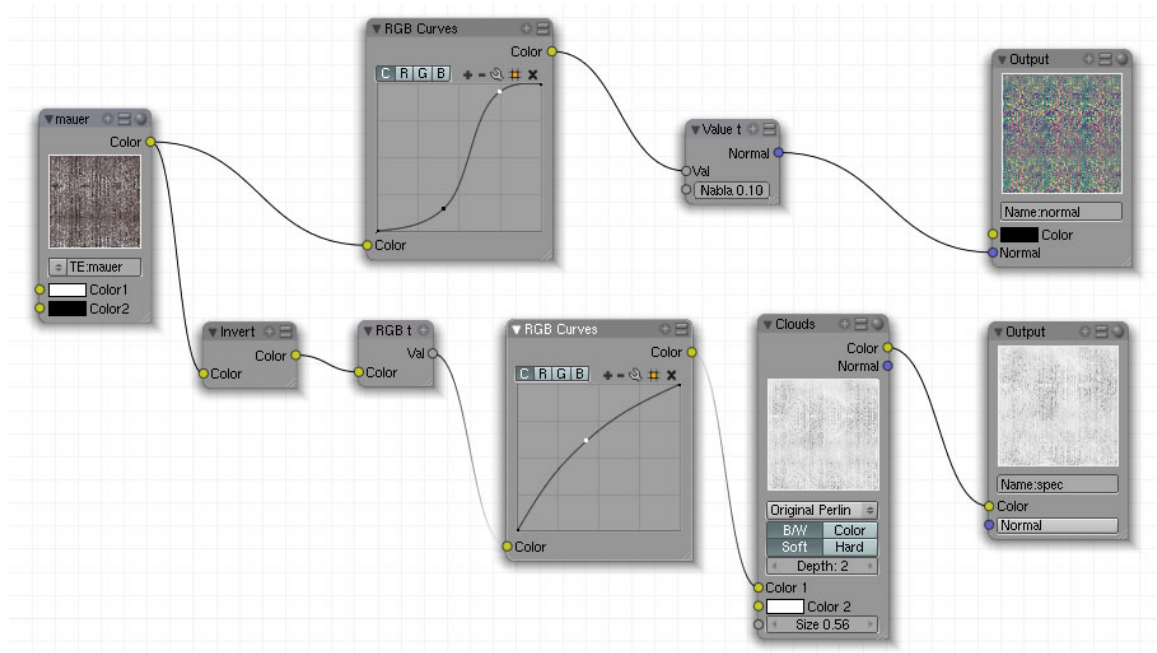 mauer
Color
TE:mauer
Color1
Color2
RGB Curves
Color
C R G B
Color
Value t
Normal
Val
Nabla 0.10
Output
Name:normal
Color
Normal
Invert
Color
Color
RGB t
Val
Color
RGB Curves
Color
C R G B
Color
Clouds
Color
Normal
Original Perlin
B/W Color
Soft Hard
Depth: 2
Color 1
Color 2
Size 0.56
Output
Name:spec
Color
Normal